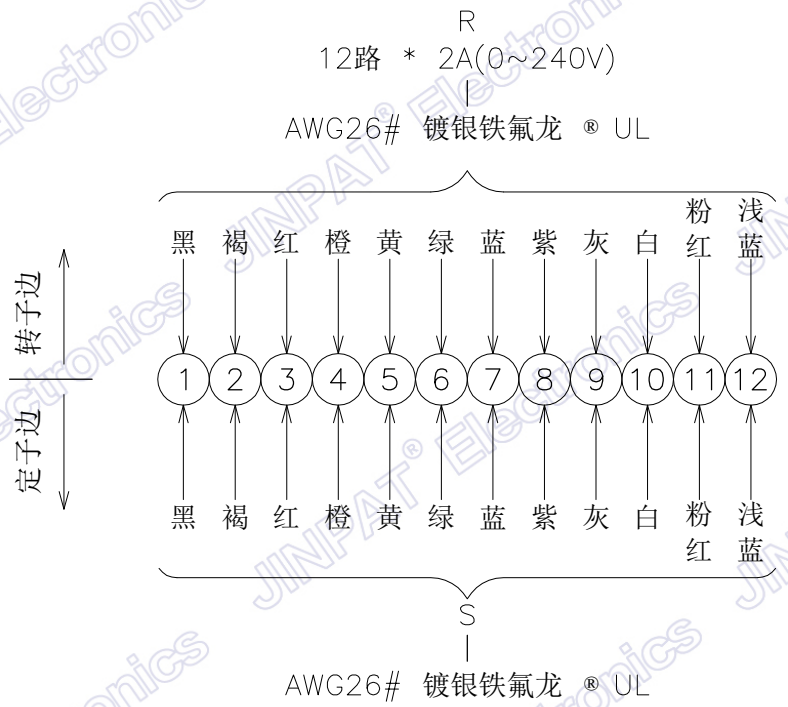 R
12路 * 2A(0~240V)
AWG26# 镀银铁氟龙 ® UL
黑 褐 红 橙 黄 绿 蓝 紫 灰 白 粉红 浅蓝
转子边
1 2 3 4 5 6 7 8 9 10 11 12
定子边
黑 褐 红 橙 黄 绿 蓝 紫 灰 白 粉红 浅蓝
S
AWG26# 镀银铁氟龙 ® UL
JINPAT® Electronics